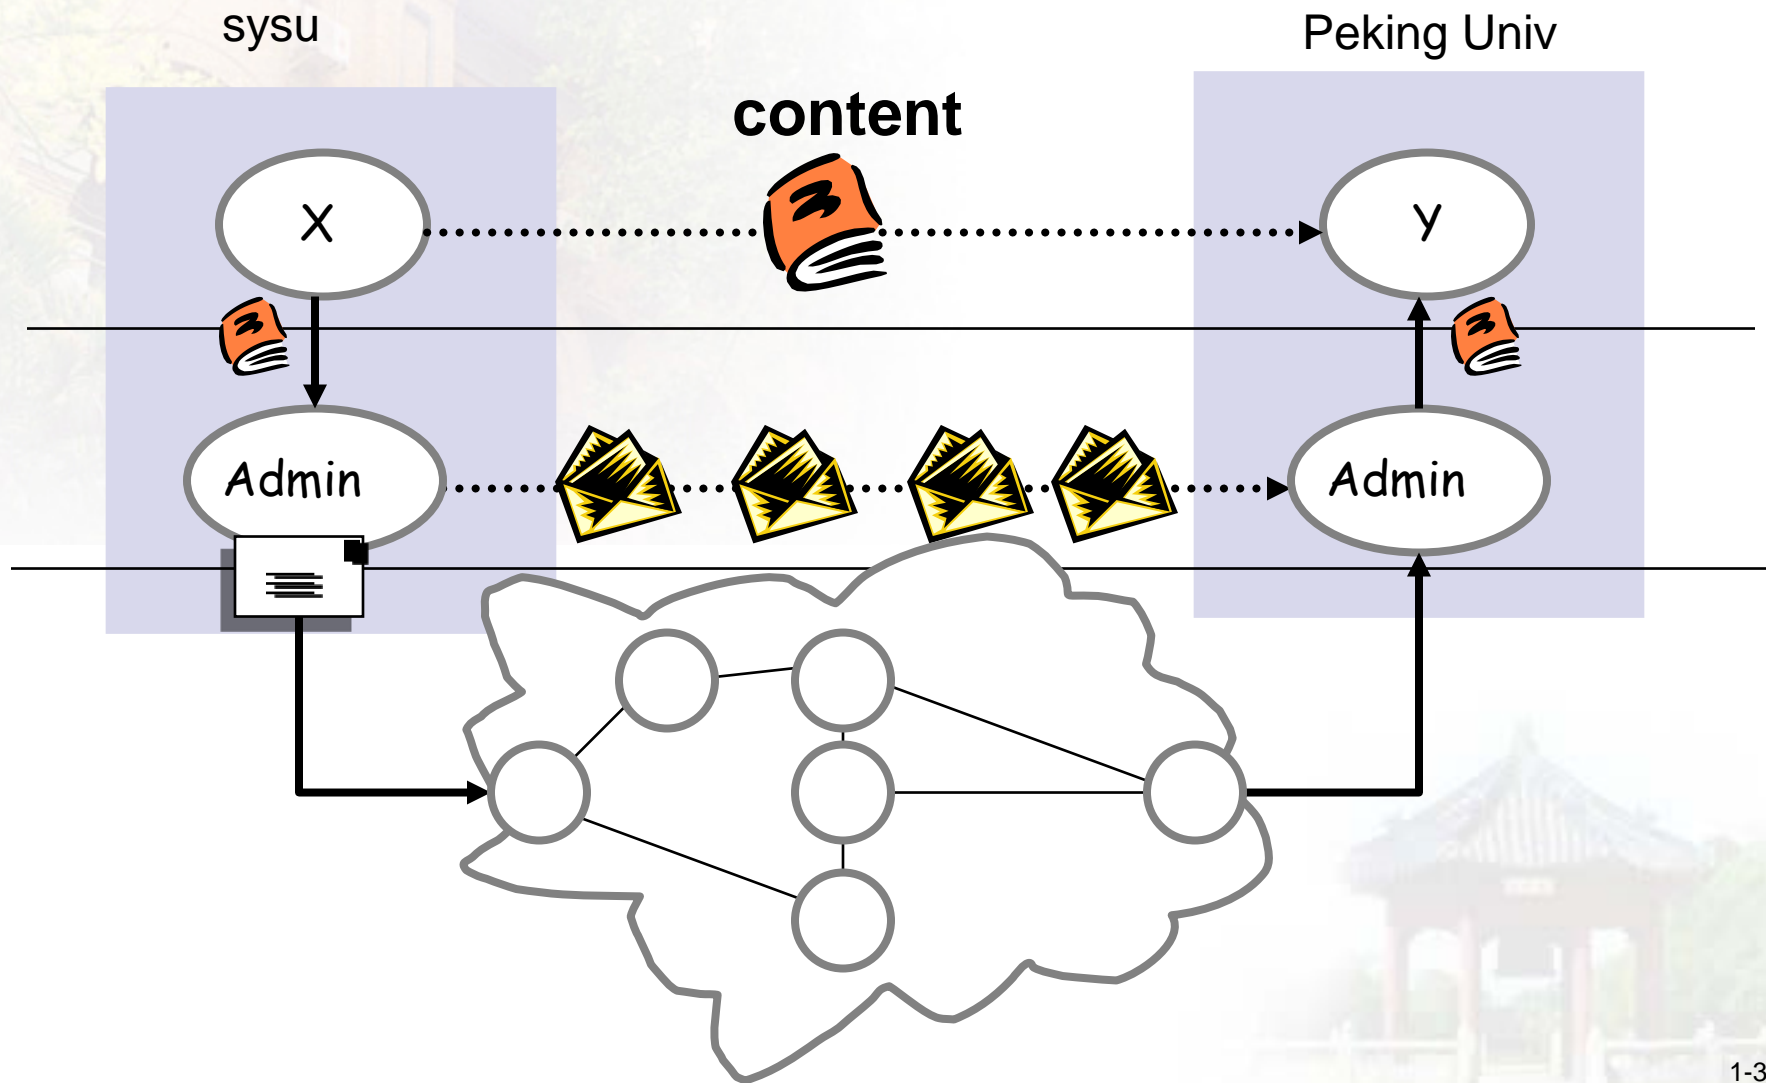 sysu
Peking Univ
content
X
Y
Admin
Admin
1-3